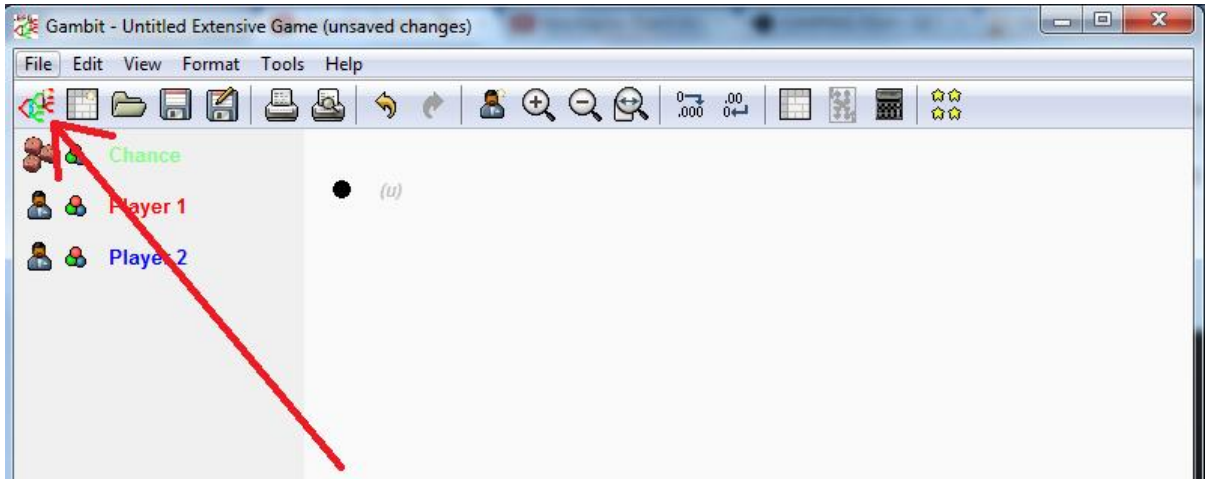 Gambit - Untitled Extensive Game (unsaved changes)
File Edit View Format Tools Help
0 .000 .00 0
Chance
(u)
Player 1
Player 2